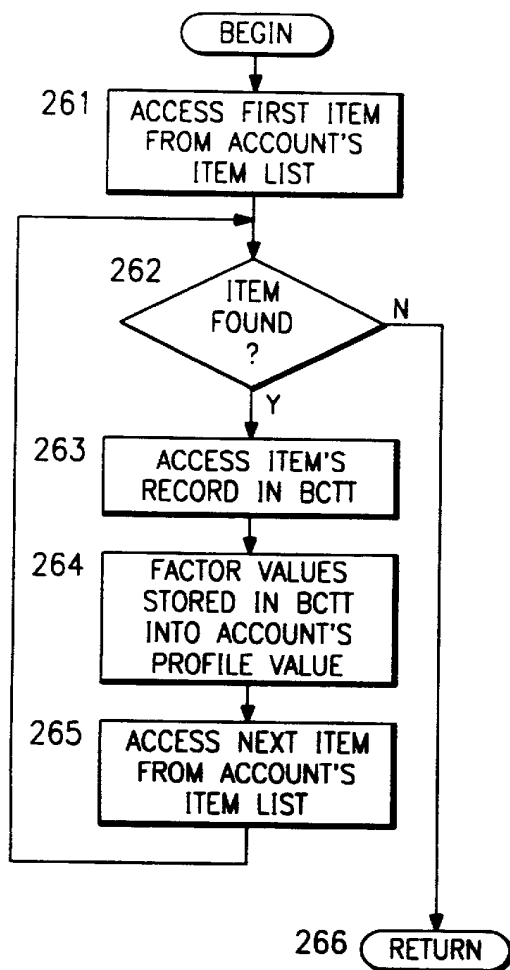 BEGIN
261
ACCESS FIRST ITEM
FROM ACCOUNT'S
ITEM LIST
262
ITEM
FOUND
?
N
Y
263
ACCESS ITEM'S
RECORD IN BCTT
264
FACTOR VALUES
STORED IN BCTT
INTO ACCOUNT'S
PROFILE VALUE
265
ACCESS NEXT ITEM
FROM ACCOUNT'S
ITEM LIST
266
RETURN